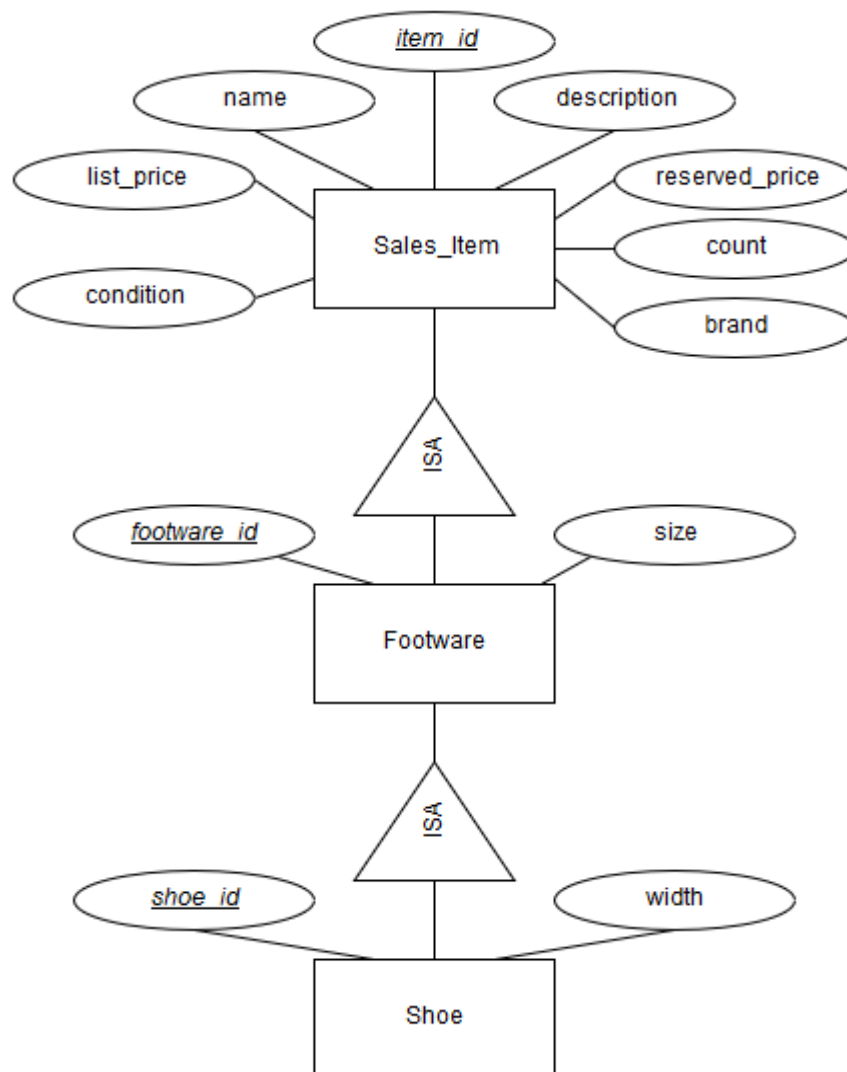 item_id
name
description
list_price
reserved_price
Sales_Item
count
condition
brand
ISA
footware_id
size
Footware
ISA
shoe_id
width
Shoe